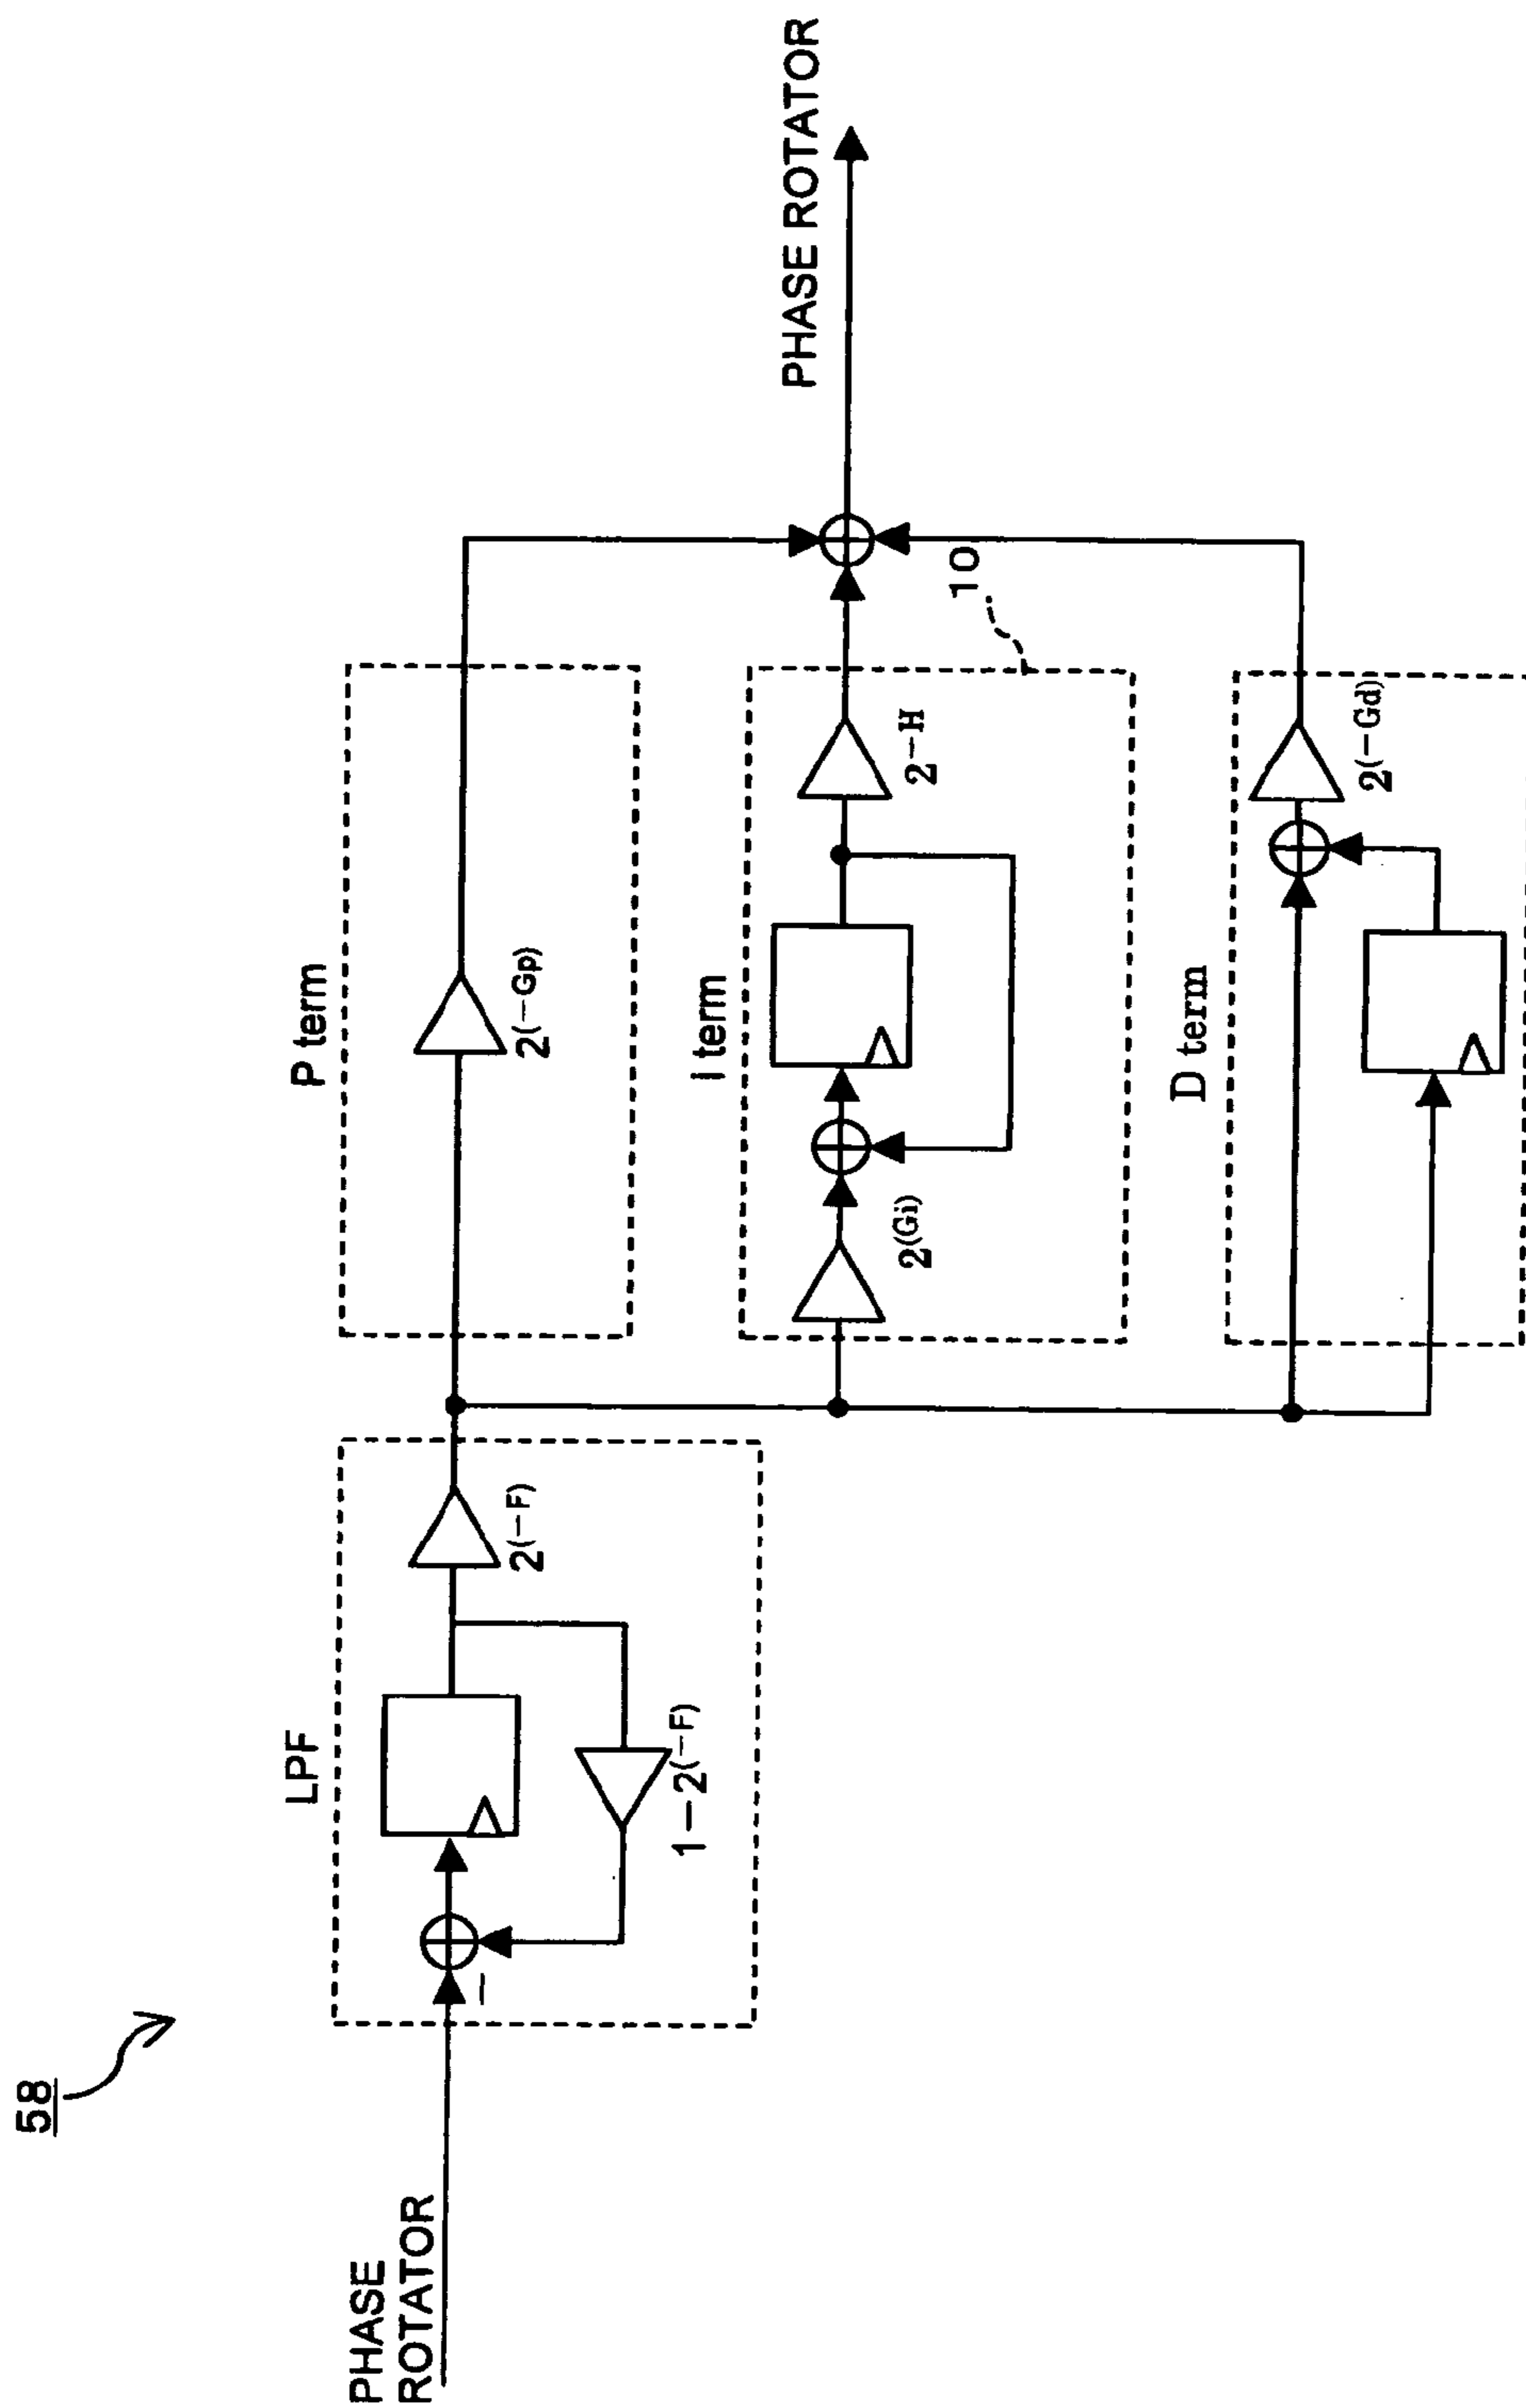 58
PHASE
ROTATOR
LPF
1−2(−F)
2(−F)
P term
2(−Gp)
I term
2(Gi)
2−H
10
D term
2(−Gd)
PHASE ROTATOR
−